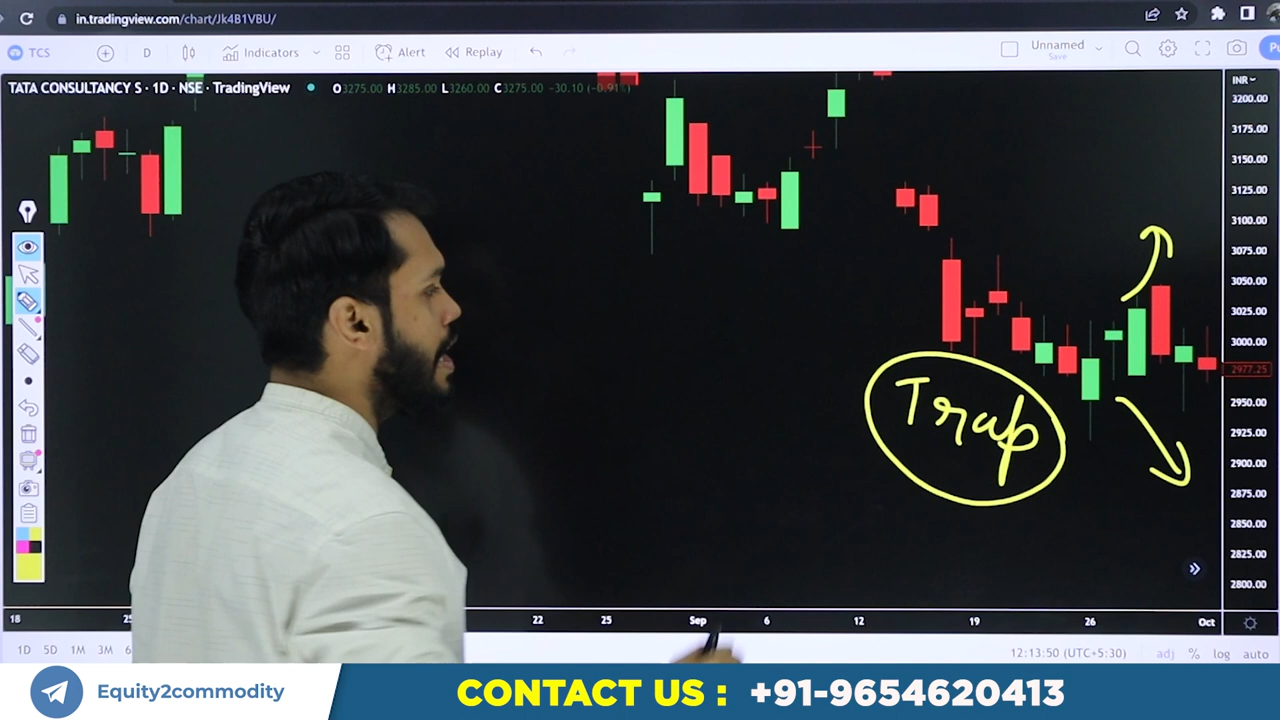 in.tradingview.com/chart/Jk4B1VBU/
TCS D Indicators Alert Replay Unnamed
Save
TATA CONSULTANCY S · 1D · NSE · TradingView O3275.00 H3285.00 L3260.00 C3275.00 -30.10 (-0.91%)
INR
3200.00
3175.00
3150.00
3125.00
3100.00
3075.00
3050.00
3025.00
3000.00
2977.25
2950.00
2925.00
2900.00
2875.00
2850.00
2825.00
2800.00
Trap
18 25 22 25 Sep 6 12 19 26 Oct
1D 5D 1M 3M 12:13:50 (UTC+5:30) adj % log auto
Equity2commodity CONTACT US : +91-9654620413